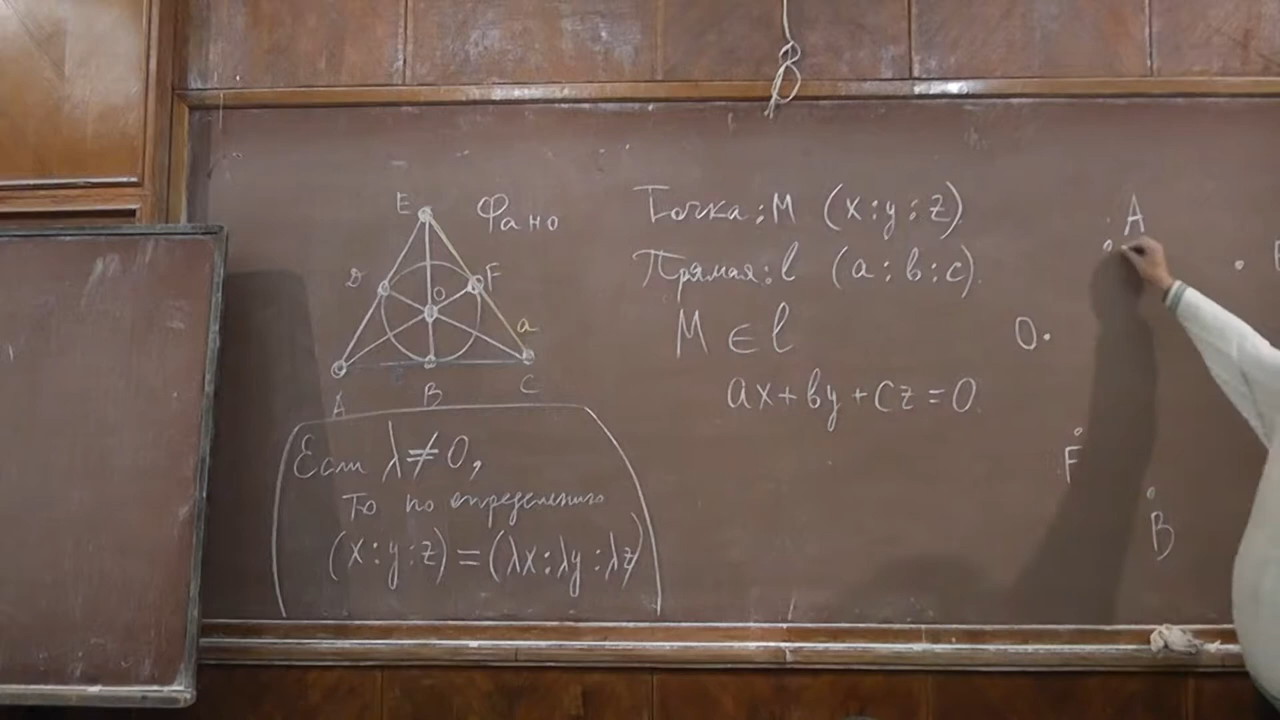 E
Фано
D
F
O
a
A
B
C
Если λ≠0,
то по определению
(x:y:z)=(λx:λy:λz)
Точка: M (x:y:z)
Прямая: l (a:b:c).
M ∈ l
ax+by+cz=0.
A
O.
F
B